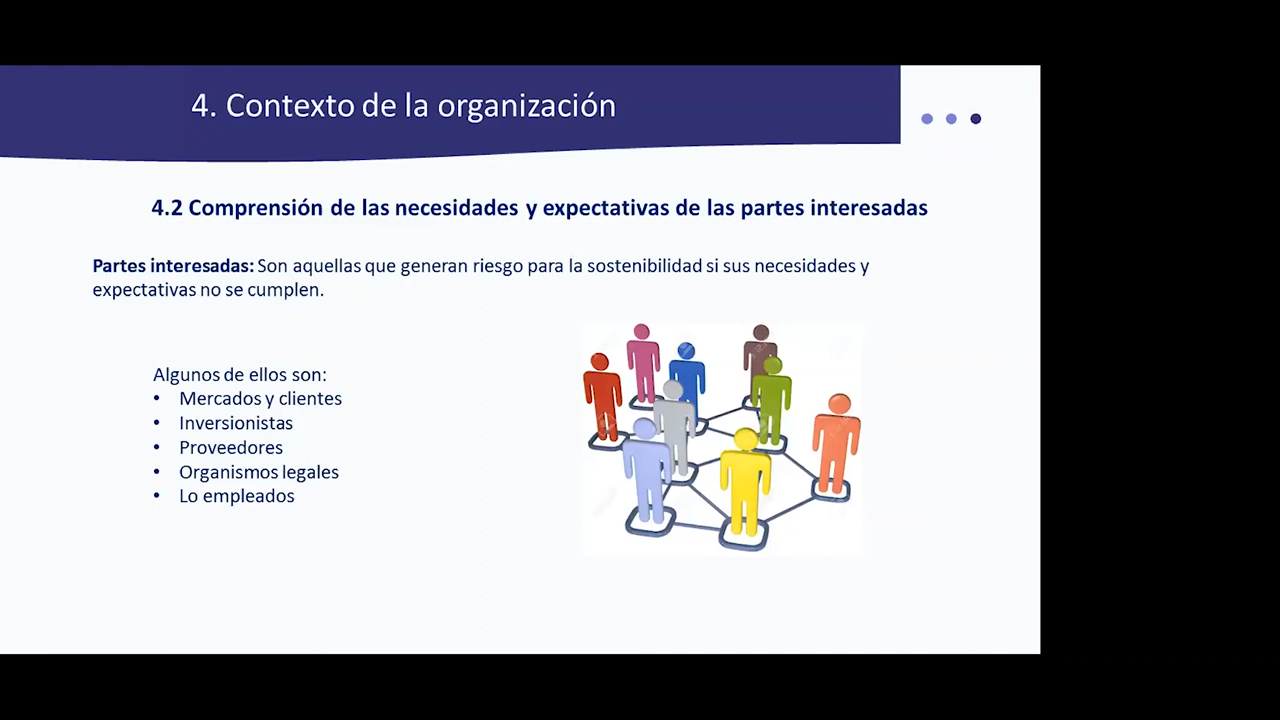 4. Contexto de la organización
4.2 Comprensión de las necesidades y expectativas de las partes interesadas
Partes interesadas: Son aquellas que generan riesgo para la sostenibilidad si sus necesidades y
expectativas no se cumplen.
Algunos de ellos son:
• Mercados y clientes
• Inversionistas
• Proveedores
• Organismos legales
• Lo empleados